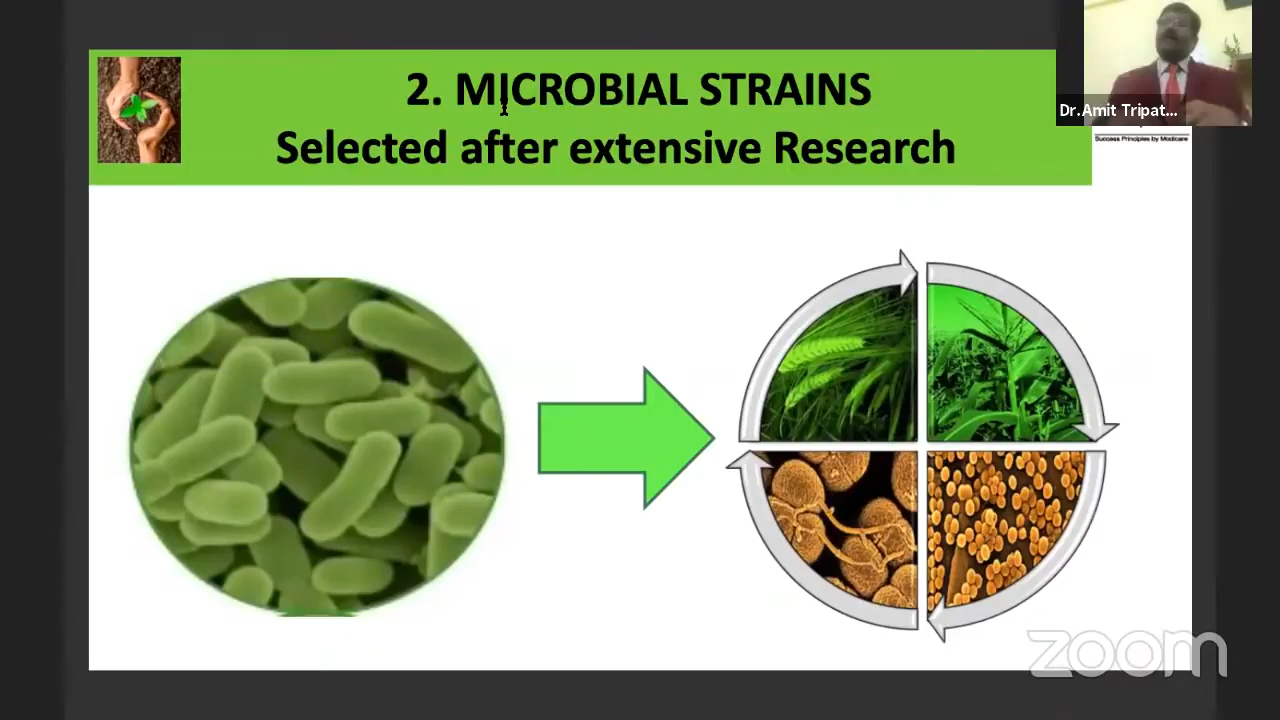 2. MICROBIAL STRAINS
Selected after extensive Research
Dr.Amit Tripat...
Success Principles by Modicare
zoom